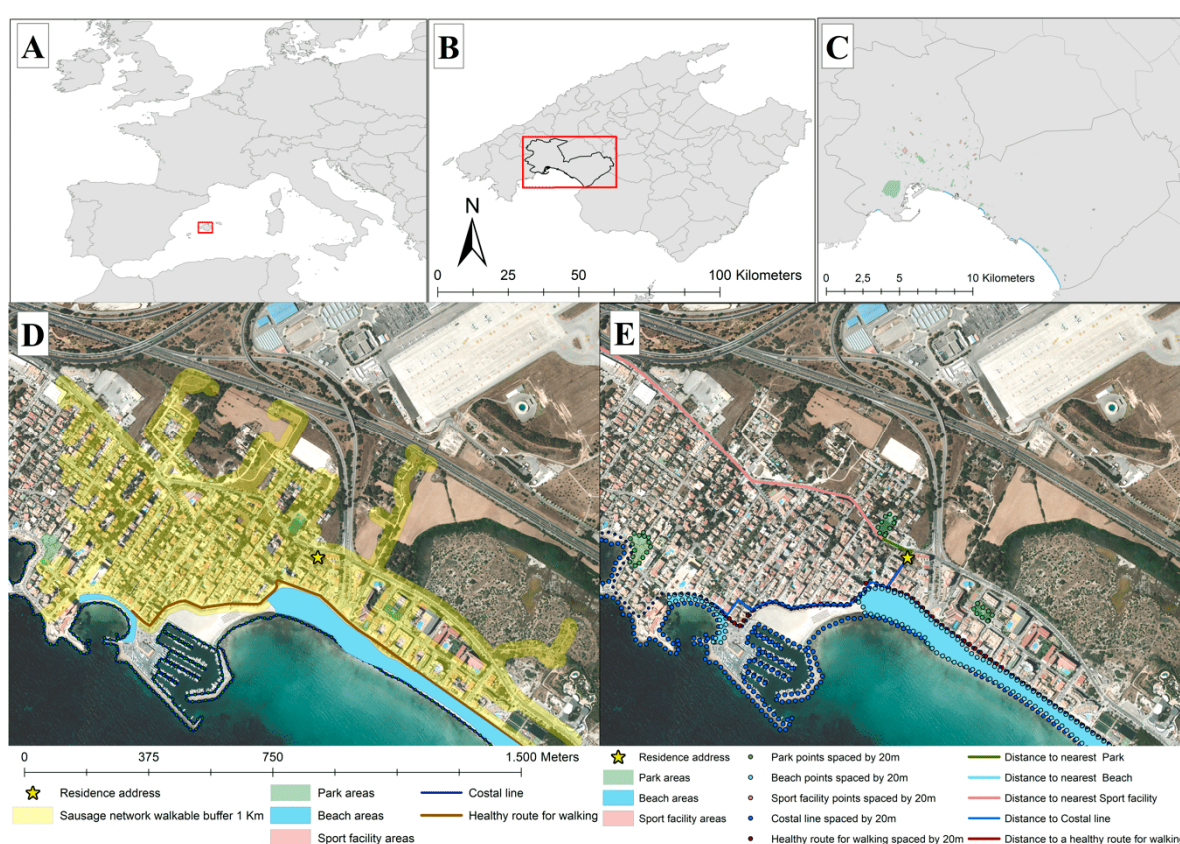 A
B
C
N
0 25 50 100 Kilometers
0 2,5 5 10 Kilometers
D
E
0 375 750 1.500 Meters
Residence address
Sausage network walkable buffer 1 Km
Park areas
Beach areas
Sport facility areas
Costal line
Healthy route for walking
Residence address
Park areas
Beach areas
Sport facility areas
Park points spaced by 20m
Beach points spaced by 20m
Sport facility points spaced by 20m
Costal line spaced by 20m
Healthy route for walking spaced by 20m
Distance to nearest Park
Distance to nearest Beach
Distance to nearest Sport facility
Distance to Costal line
Distance to a healthy route for walking